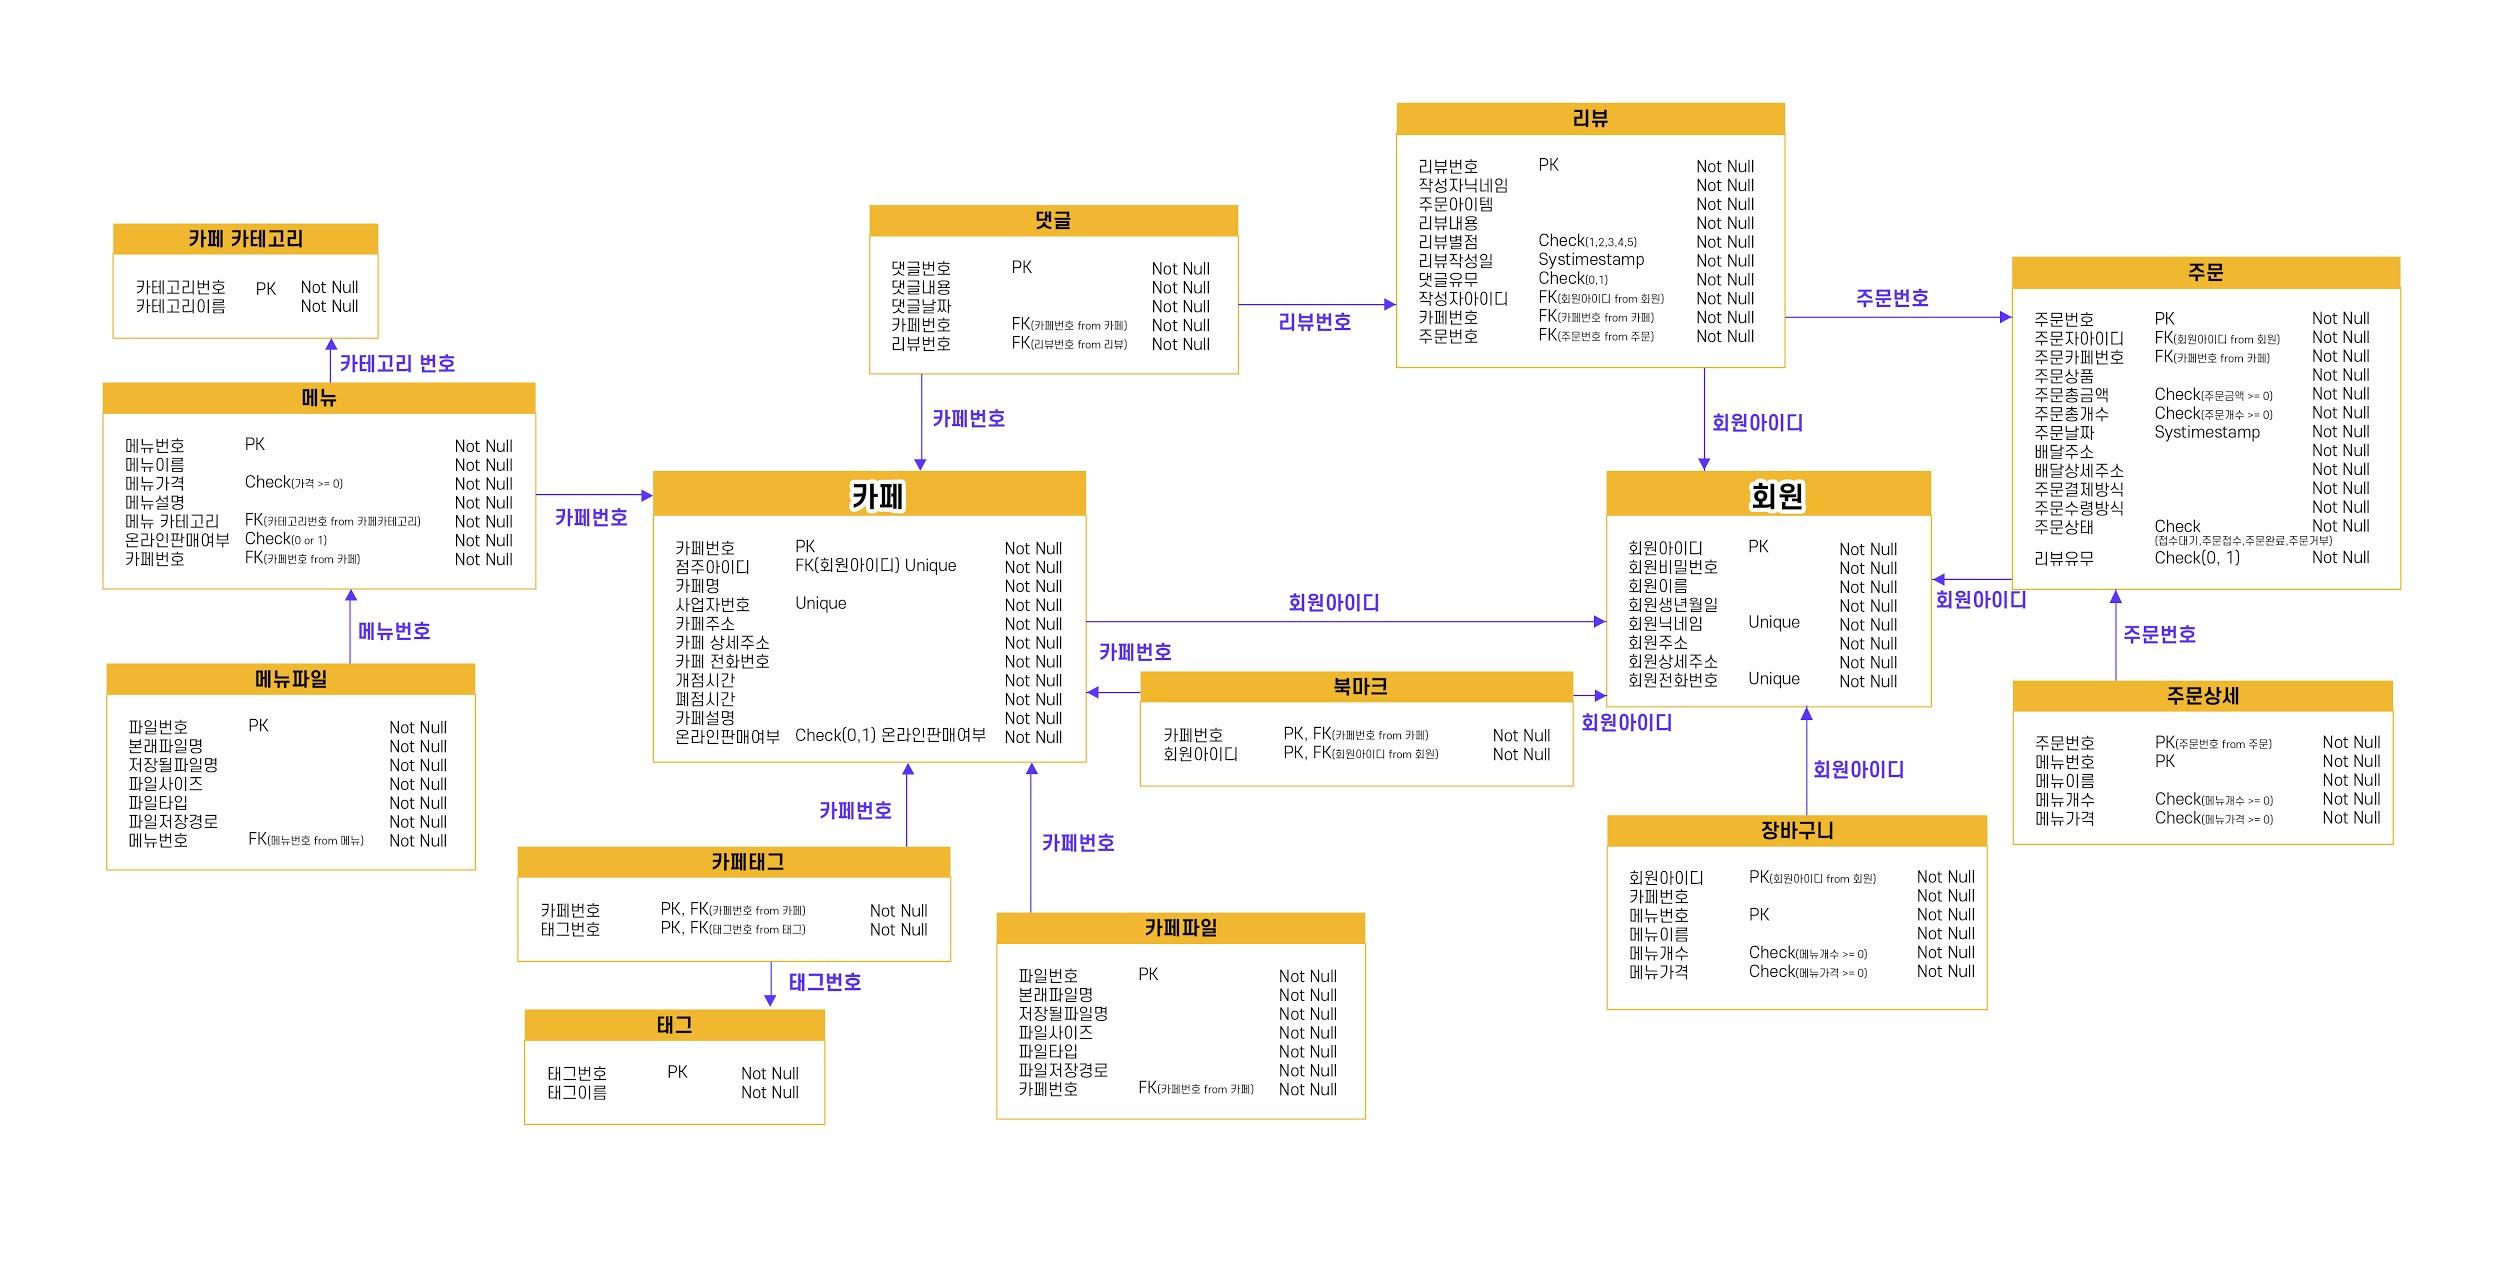 리뷰
리뷰번호 PK Not Null
작성자닉네임 Not Null
주문아이템 Not Null
리뷰내용 Not Null
리뷰별점 Check(1,2,3,4,5) Not Null
리뷰작성일 Systimestamp Not Null
댓글유무 Check(0,1) Not Null
작성자아이디 FK(회원아이디 from 회원) Not Null
카페번호 FK(카페번호 from 카페) Not Null
주문번호 FK(주문번호 from 주문) Not Null
댓글
댓글번호 PK Not Null
댓글내용 Not Null
댓글날짜 Not Null
카페번호 FK(카페번호 from 카페) Not Null
리뷰번호 FK(리뷰번호 from 리뷰) Not Null
리뷰번호
카페번호
회원아이디
주문번호
카페 카테고리
카테고리번호 PK Not Null
카테고리이름 Not Null
카테고리 번호
메뉴
메뉴번호 PK Not Null
메뉴이름 Not Null
메뉴가격 Check(가격 >= 0) Not Null
메뉴설명 Not Null
메뉴 카테고리 FK(카테고리번호 from 카페카테고리) Not Null
온라인판매여부 Check(0 or 1) Not Null
카페번호 FK(카페번호 from 카페) Not Null
카페번호
메뉴번호
메뉴파일
파일번호 PK Not Null
본래파일명 Not Null
저장될파일명 Not Null
파일사이즈 Not Null
파일타입 Not Null
파일저장경로 Not Null
메뉴번호 FK(메뉴번호 from 메뉴) Not Null
카페
카페번호 PK Not Null
점주아이디 FK(회원아이디) Unique Not Null
카페명 Not Null
사업자번호 Unique Not Null
카페주소 Not Null
카페 상세주소 Not Null
카페 전화번호 Not Null
개점시간 Not Null
폐점시간 Not Null
카페설명 Not Null
온라인판매여부 Check(0,1) 온라인판매여부 Not Null
회원아이디
카페번호
북마크
카페번호 PK, FK(카페번호 from 카페) Not Null
회원아이디 PK, FK(회원아이디 from 회원) Not Null
회원아이디
회원
회원아이디 PK Not Null
회원비밀번호 Not Null
회원이름 Not Null
회원생년월일 Not Null
회원닉네임 Unique Not Null
회원주소 Not Null
회원상세주소 Not Null
회원전화번호 Unique Not Null
주문
주문번호 PK Not Null
주문자아이디 FK(회원아이디 from 회원) Not Null
주문카페번호 FK(카페번호 from 카페) Not Null
주문상품 Not Null
주문총금액 Check(주문금액 >= 0) Not Null
주문총개수 Check(주문개수 >= 0) Not Null
주문날짜 Systimestamp Not Null
배달주소 Not Null
배달상세주소 Not Null
주문결제방식 Not Null
주문수령방식 Not Null
주문상태 Check Not Null
(접수대기,주문접수,주문완료,주문거부)
리뷰유무 Check(0, 1) Not Null
회원아이디
주문번호
주문상세
주문번호 PK(주문번호 from 주문) Not Null
메뉴번호 PK Not Null
메뉴이름 Not Null
메뉴개수 Check(메뉴개수 >= 0) Not Null
메뉴가격 Check(메뉴가격 >= 0) Not Null
회원아이디
장바구니
회원아이디 PK(회원아이디 from 회원) Not Null
카페번호 Not Null
메뉴번호 PK Not Null
메뉴이름 Not Null
메뉴개수 Check(메뉴개수 >= 0) Not Null
메뉴가격 Check(메뉴가격 >= 0) Not Null
카페번호
카페태그
카페번호 PK, FK(카페번호 from 카페) Not Null
태그번호 PK, FK(태그번호 from 태그) Not Null
태그번호
태그
태그번호 PK Not Null
태그이름 Not Null
카페번호
카페파일
파일번호 PK Not Null
본래파일명 Not Null
저장될파일명 Not Null
파일사이즈 Not Null
파일타입 Not Null
파일저장경로 Not Null
카페번호 FK(카페번호 from 카페) Not Null